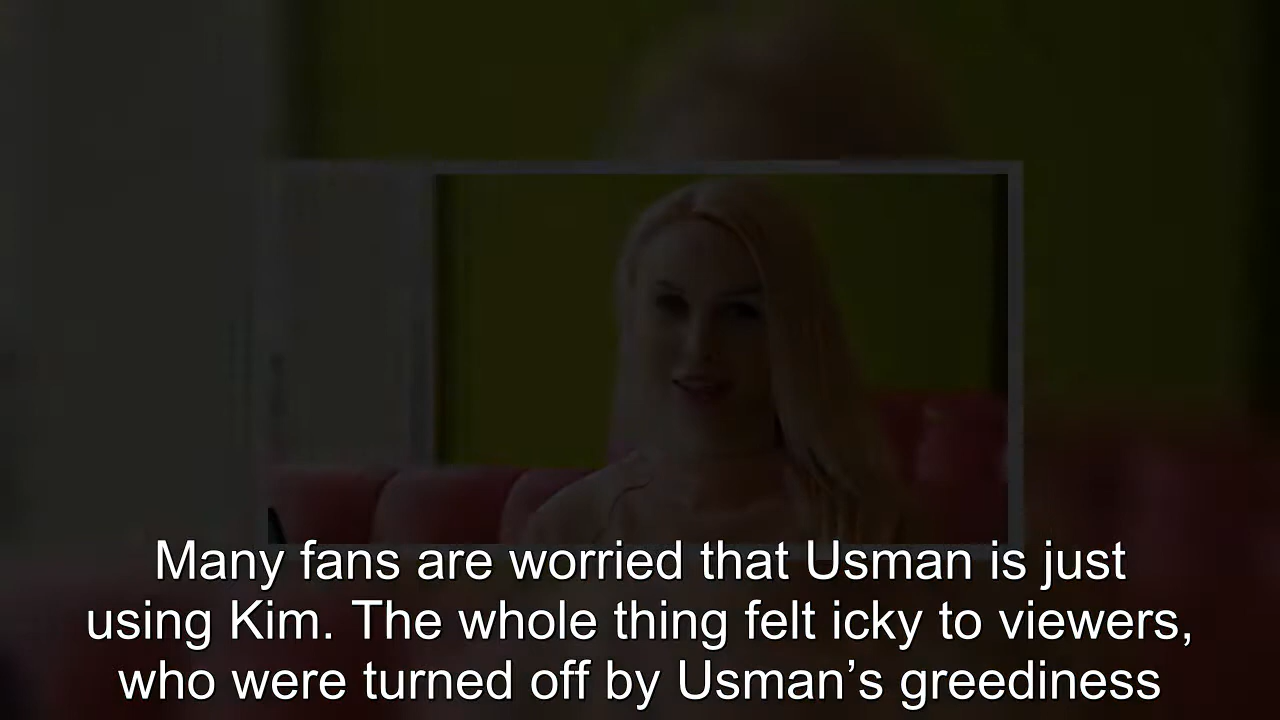 Many fans are worried that Usman is just
using Kim. The whole thing felt icky to viewers,
who were turned off by Usman’s greediness